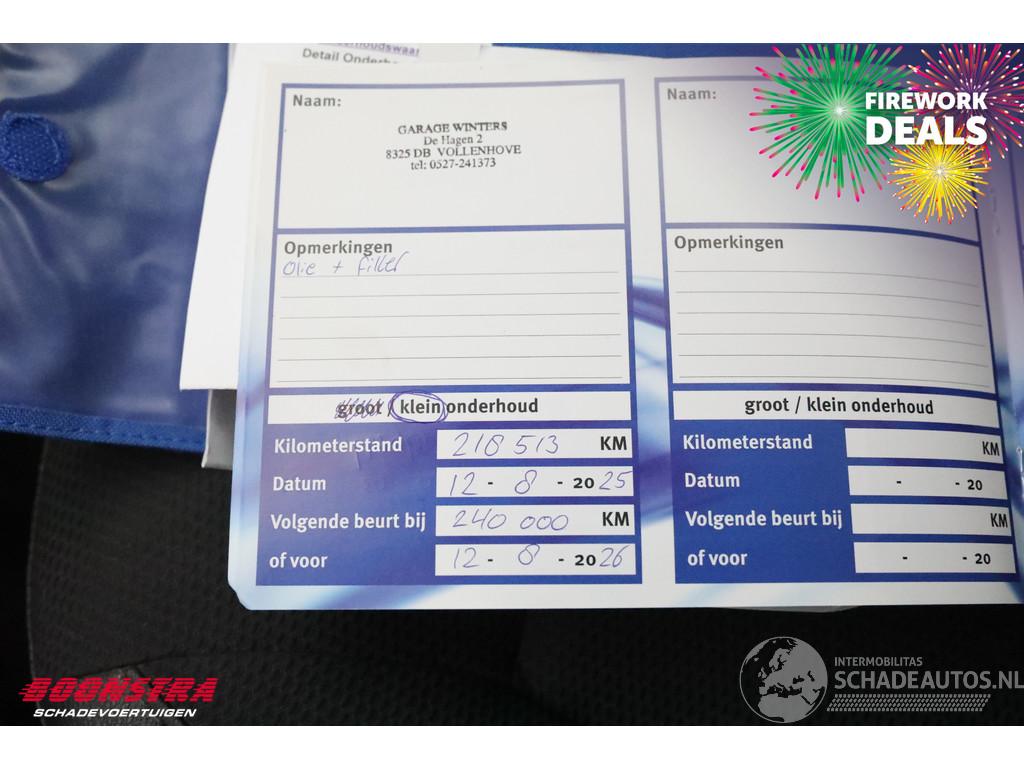 Detail Onderho
Naam:
GARAGE WINTERS
De Hagen 2
8325 DB VOLLENHOVE
tel: 0527-241373
Opmerkingen
Olie + filter
groot / klein onderhoud
Kilometerstand 218 513 KM
Datum 12 - 8 - 2025
Volgende beurt bij 240 000 KM
of voor 12 - 8 - 2026
Naam:
Opmerkingen
groot / klein onderhoud
Kilometerstand KM
Datum - - 20
Volgende beurt bij KM
of voor - - 20
FIREWORK
DEALS
BOONSTRA
SCHADEVOERTUIGEN
INTERMOBILITAS
SCHADEAUTOS.NL